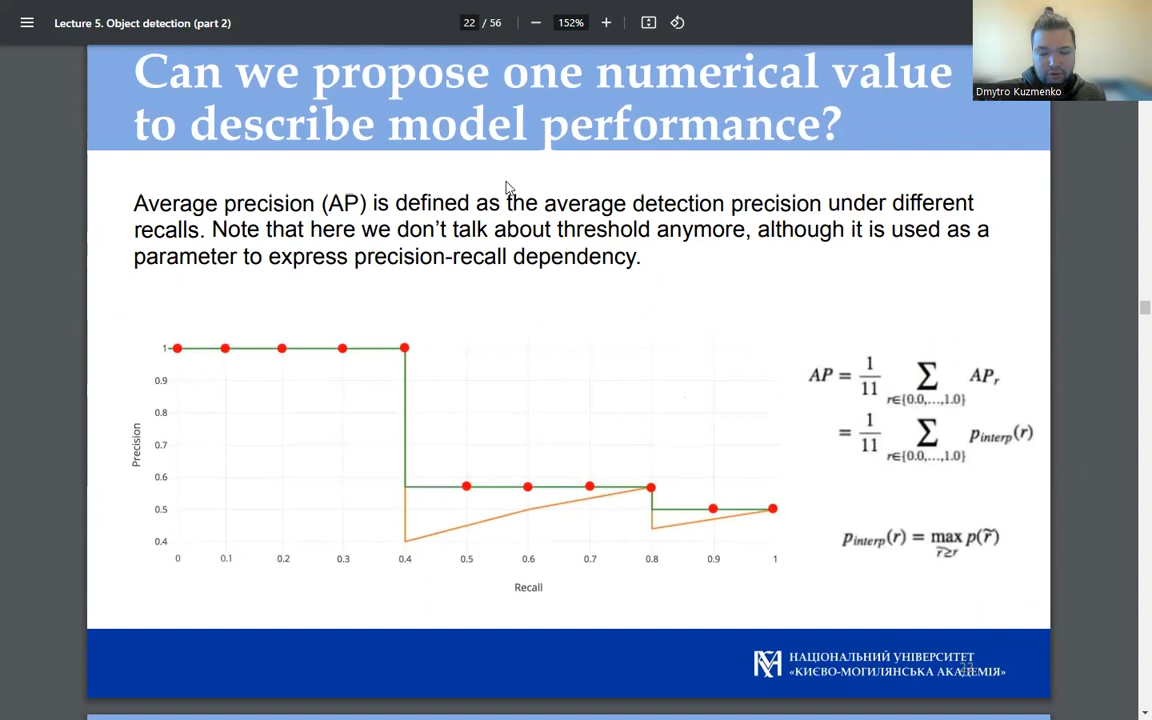 Lecture 5. Object detection (part 2)
22 / 56
152%
Dmytro Kuzmenko
Can we propose one numerical value
to describe model performance?
Average precision (AP) is defined as the average detection precision under different
recalls. Note that here we don't talk about threshold anymore, although it is used as a
parameter to express precision-recall dependency.
1
0.9
0.8
0.7
0.6
0.5
0.4
Precision
0 0.1 0.2 0.3 0.4 0.5 0.6 0.7 0.8 0.9 1
Recall
AP = 1/11 ∑ r∈{0.0,...,1.0} APr
= 1/11 ∑ r∈{0.0,...,1.0} pinterp(r)
pinterp(r) = max r̃≥r p(r̃)
НАЦІОНАЛЬНИЙ УНІВЕРСИТЕТ
«КИЄВО-МОГИЛЯНСЬКА АКАДЕМІЯ»
22